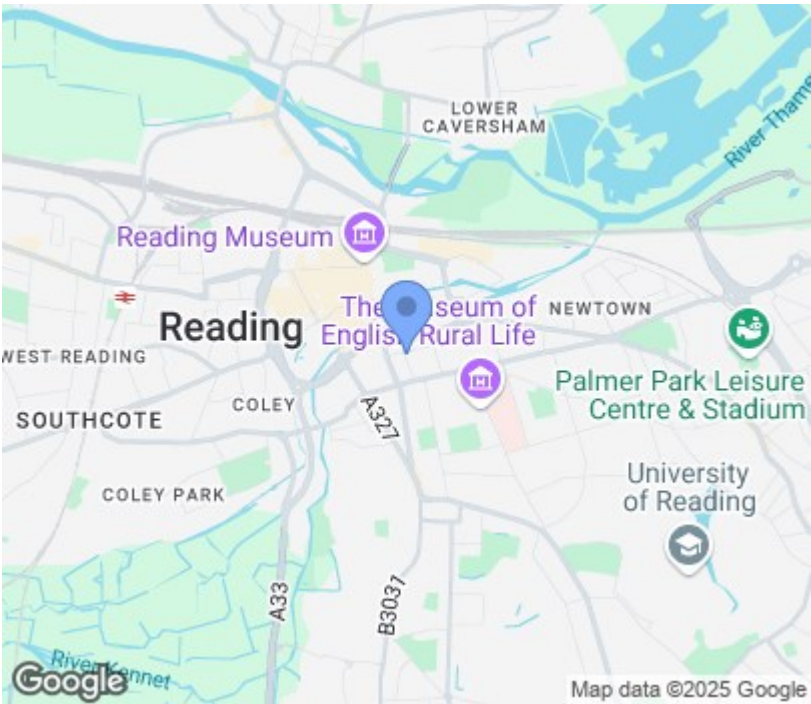 LOWER
CAVERSHAM
River Thames
Reading Museum
The Museum of
English Rural Life
NEWTOWN
Reading
WEST READING
Palmer Park Leisure
Centre & Stadium
SOUTHCOTE
COLEY
A327
University
of Reading
COLEY PARK
A33
B3031
River Kennet
Google
Map data ©2025 Google